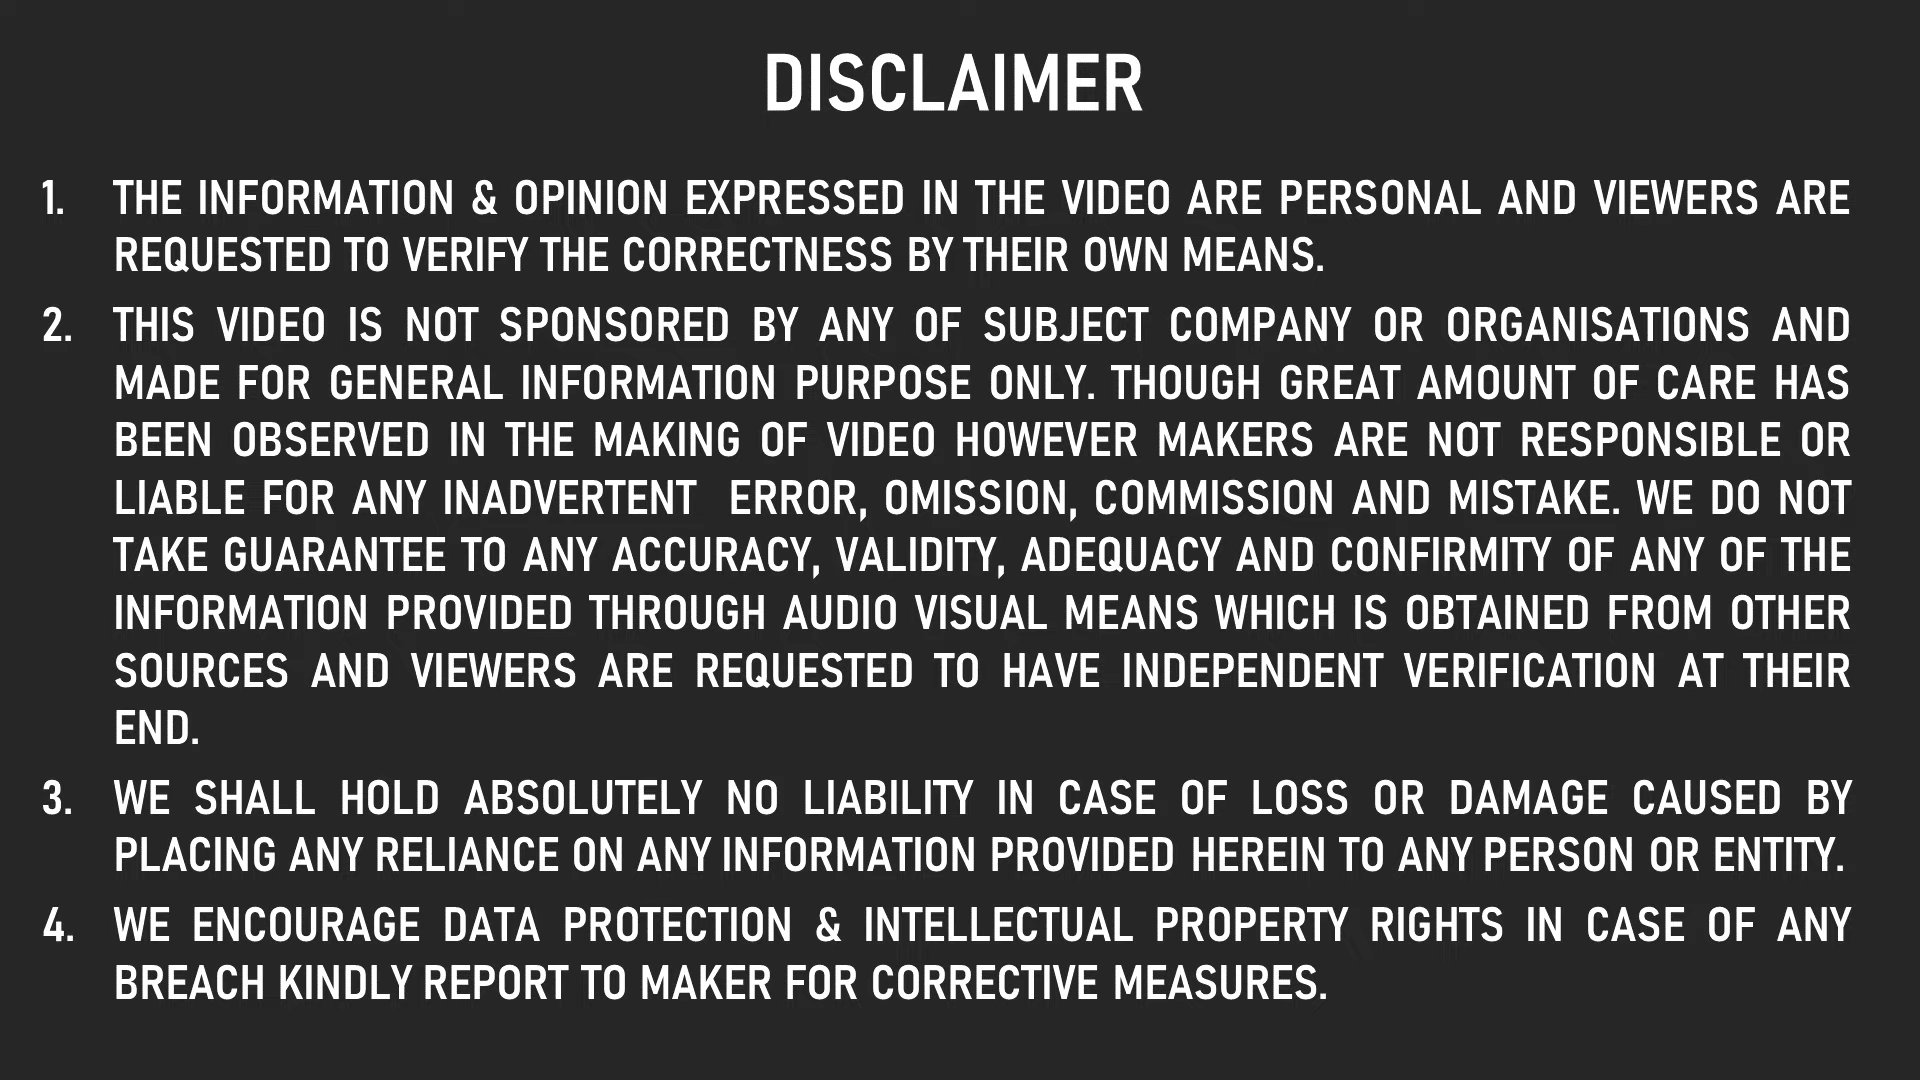 DISCLAIMER
1. THE INFORMATION & OPINION EXPRESSED IN THE VIDEO ARE PERSONAL AND VIEWERS ARE
REQUESTED TO VERIFY THE CORRECTNESS BY THEIR OWN MEANS.
2. THIS VIDEO IS NOT SPONSORED BY ANY OF SUBJECT COMPANY OR ORGANISATIONS AND
MADE FOR GENERAL INFORMATION PURPOSE ONLY. THOUGH GREAT AMOUNT OF CARE HAS
BEEN OBSERVED IN THE MAKING OF VIDEO HOWEVER MAKERS ARE NOT RESPONSIBLE OR
LIABLE FOR ANY INADVERTENT ERROR, OMISSION, COMMISSION AND MISTAKE. WE DO NOT
TAKE GUARANTEE TO ANY ACCURACY, VALIDITY, ADEQUACY AND CONFIRMITY OF ANY OF THE
INFORMATION PROVIDED THROUGH AUDIO VISUAL MEANS WHICH IS OBTAINED FROM OTHER
SOURCES AND VIEWERS ARE REQUESTED TO HAVE INDEPENDENT VERIFICATION AT THEIR
END.
3. WE SHALL HOLD ABSOLUTELY NO LIABILITY IN CASE OF LOSS OR DAMAGE CAUSED BY
PLACING ANY RELIANCE ON ANY INFORMATION PROVIDED HEREIN TO ANY PERSON OR ENTITY.
4. WE ENCOURAGE DATA PROTECTION & INTELLECTUAL PROPERTY RIGHTS IN CASE OF ANY
BREACH KINDLY REPORT TO MAKER FOR CORRECTIVE MEASURES.